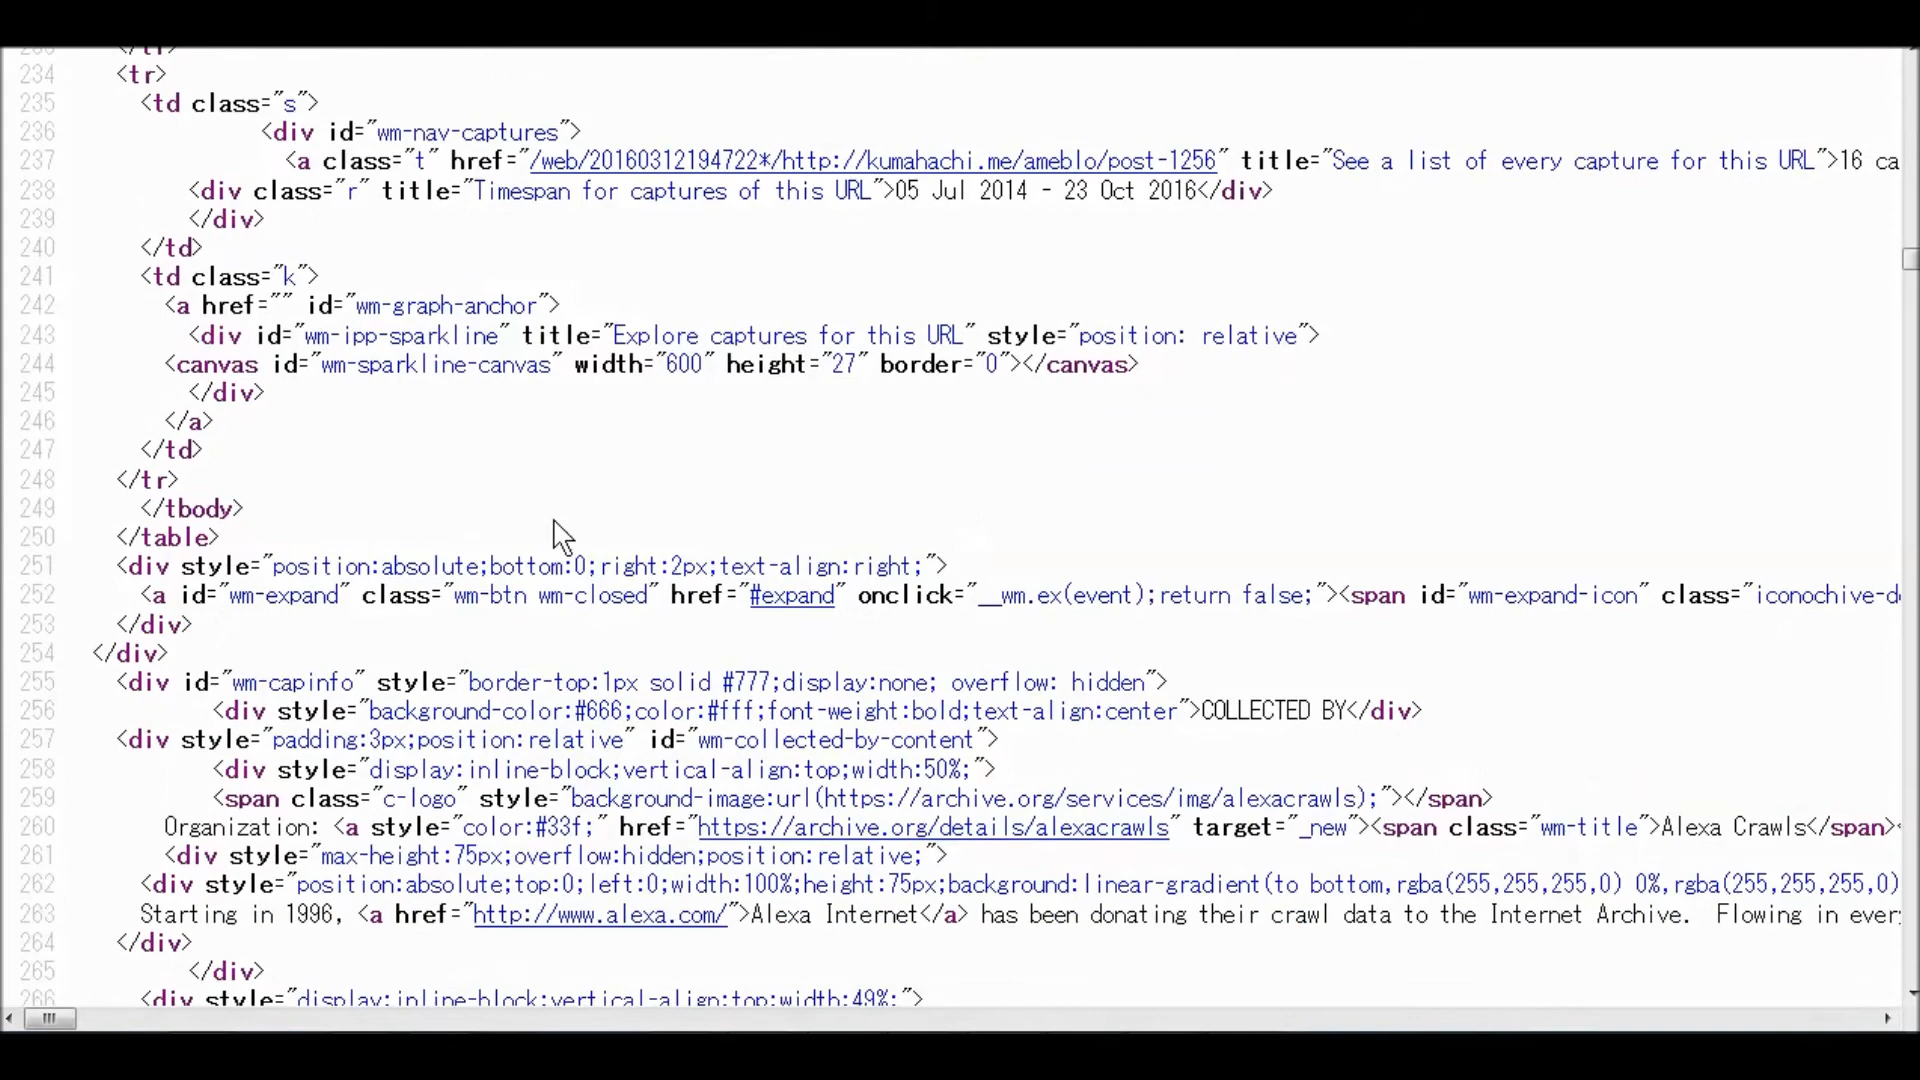 234 <tr>
235 <td class="s">
236 <div id="wm-nav-captures">
237 <a class="t" href="/web/20160312194722*/http://kumahachi.me/ameblo/post-1256" title="See a list of every capture for this URL">16 ca
238 <div class="r" title="Timespan for captures of this URL">05 Jul 2014 - 23 Oct 2016</div>
239 </div>
240 </td>
241 <td class="k">
242 <a href="" id="wm-graph-anchor">
243 <div id="wm-ipp-sparkline" title="Explore captures for this URL" style="position: relative">
244 <canvas id="wm-sparkline-canvas" width="600" height="27" border="0"></canvas>
245 </div>
246 </a>
247 </td>
248 </tr>
249 </tbody>
250 </table>
251 <div style="position:absolute;bottom:0;right:2px;text-align:right;">
252 <a id="wm-expand" class="wm-btn wm-closed" href="#expand" onclick="__wm.ex(event);return false;"><span id="wm-expand-icon" class="iconochive-d
253 </div>
254 </div>
255 <div id="wm-capinfo" style="border-top:1px solid #777;display:none; overflow: hidden">
256 <div style="background-color:#666;color:#fff;font-weight:bold;text-align:center">COLLECTED BY</div>
257 <div style="padding:3px;position:relative" id="wm-collected-by-content">
258 <div style="display:inline-block;vertical-align:top;width:50%;">
259 <span class="c-logo" style="background-image:url(https://archive.org/services/img/alexacrawls);"></span>
260 Organization: <a style="color:#33f;" href="https://archive.org/details/alexacrawls" target="_new"><span class="wm-title">Alexa Crawls</span>
261 <div style="max-height:75px;overflow:hidden;position:relative;">
262 <div style="position:absolute;top:0;left:0;width:100%;height:75px;background:linear-gradient(to bottom,rgba(255,255,255,0) 0%,rgba(255,255,255,0)
263 Starting in 1996, <a href="http://www.alexa.com/">Alexa Internet</a> has been donating their crawl data to the Internet Archive. Flowing in ever
264 </div>
265 </div>
266 <div style="display:inline-block;vertical-align:top;width:49%;">